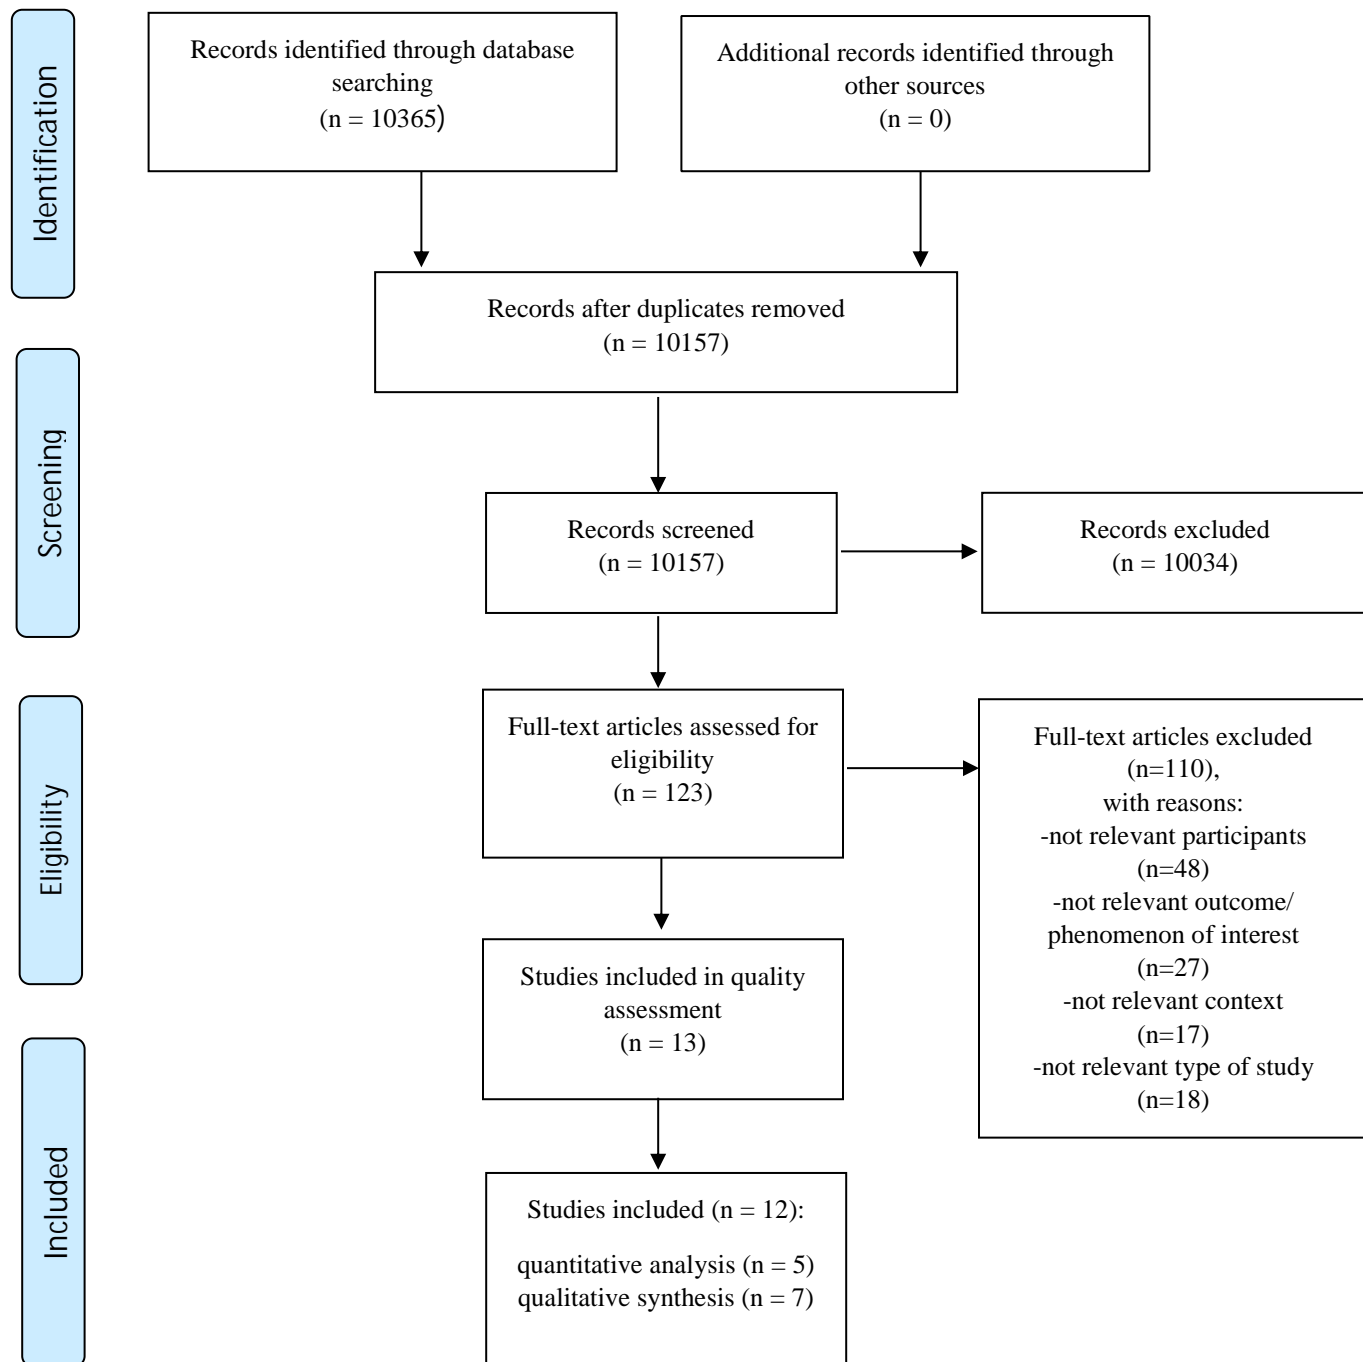 Identification
Records identified through database
searching
(n = 10365)
Additional records identified through
other sources
(n = 0)
Records after duplicates removed
(n = 10157)
Screening
Records screened
(n = 10157)
Records excluded
(n = 10034)
Eligibility
Full-text articles assessed for
eligibility
(n = 123)
Full-text articles excluded
(n=110),
with reasons:
-not relevant participants
(n=48)
-not relevant outcome/
phenomenon of interest
(n=27)
-not relevant context
(n=17)
-not relevant type of study
(n=18)
Studies included in quality
assessment
(n = 13)
Included
Studies included (n = 12):
quantitative analysis (n = 5)
qualitative synthesis (n = 7)